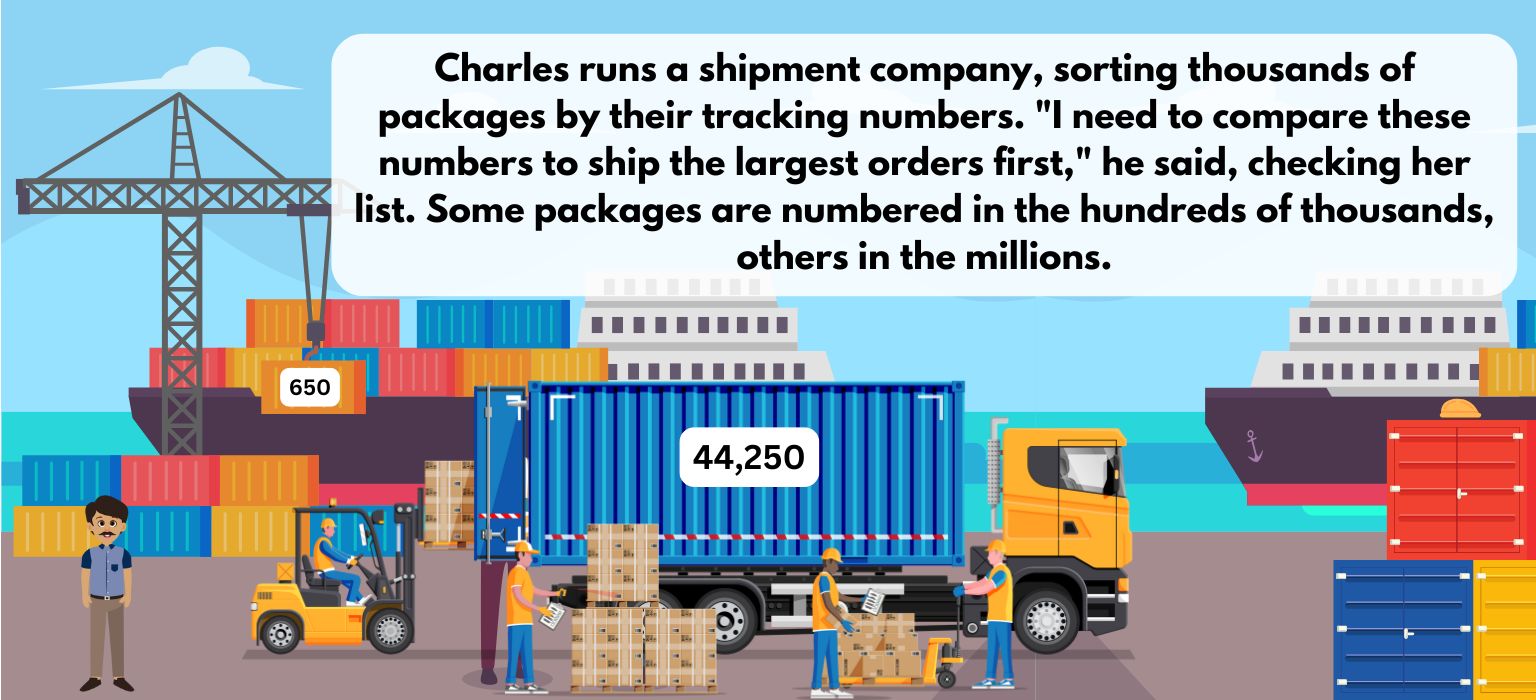 Charles runs a shipment company, sorting thousands of
packages by their tracking numbers. "I need to compare these
numbers to ship the largest orders first," he said, checking her
list. Some packages are numbered in the hundreds of thousands,
others in the millions.
650
44,250